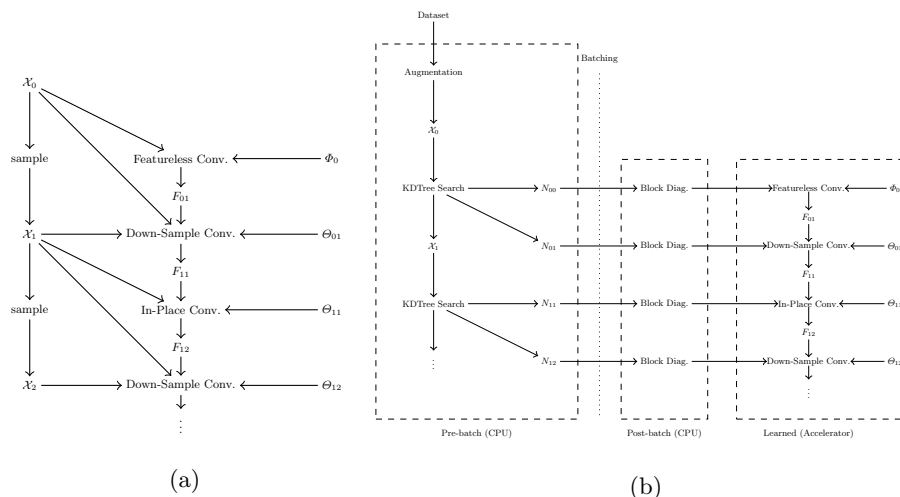 𝒳₀
sample
Featureless Conv.
Φ₀
F₀₁
𝒳₁
Down-Sample Conv.
Θ₀₁
F₁₁
sample
In-Place Conv.
Θ₁₁
F₁₂
𝒳₂
Down-Sample Conv.
Θ₁₂
⋮
(a)
Dataset
Batching
Augmentation
𝒳₀
KDTree Search
N₀₀
Block Diag.
Featureless Conv.
Φ₀
F₀₁
𝒳₁
N₀₁
Block Diag.
Down-Sample Conv.
Θ₀₁
F₁₁
KDTree Search
N₁₁
Block Diag.
In-Place Conv.
Θ₁₁
F₁₂
⋮
N₁₂
Block Diag.
Down-Sample Conv.
Θ₁₂
⋮
Pre-batch (CPU)
Post-batch (CPU)
Learned (Accelerator)
(b)